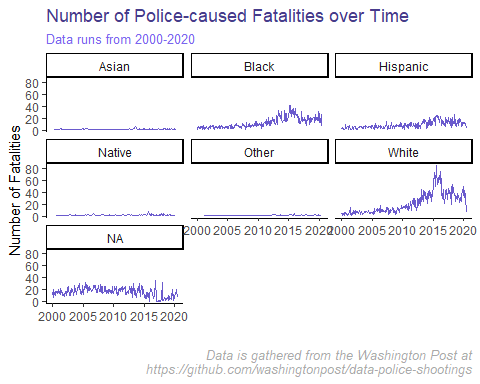 Number of Police-caused Fatalities over Time
Data runs from 2000-2020
Asian Black Hispanic
80
60
40
20
0
Native Other White
80
60
40
20
0
2000 2005 2010 2015 2020 2000 2005 2010 2015 2020
NA
80
60
40
20
0
2000 2005 2010 2015 2020
Number of Fatalities
Data is gathered from the Washington Post at
https://github.com/washingtonpost/data-police-shootings